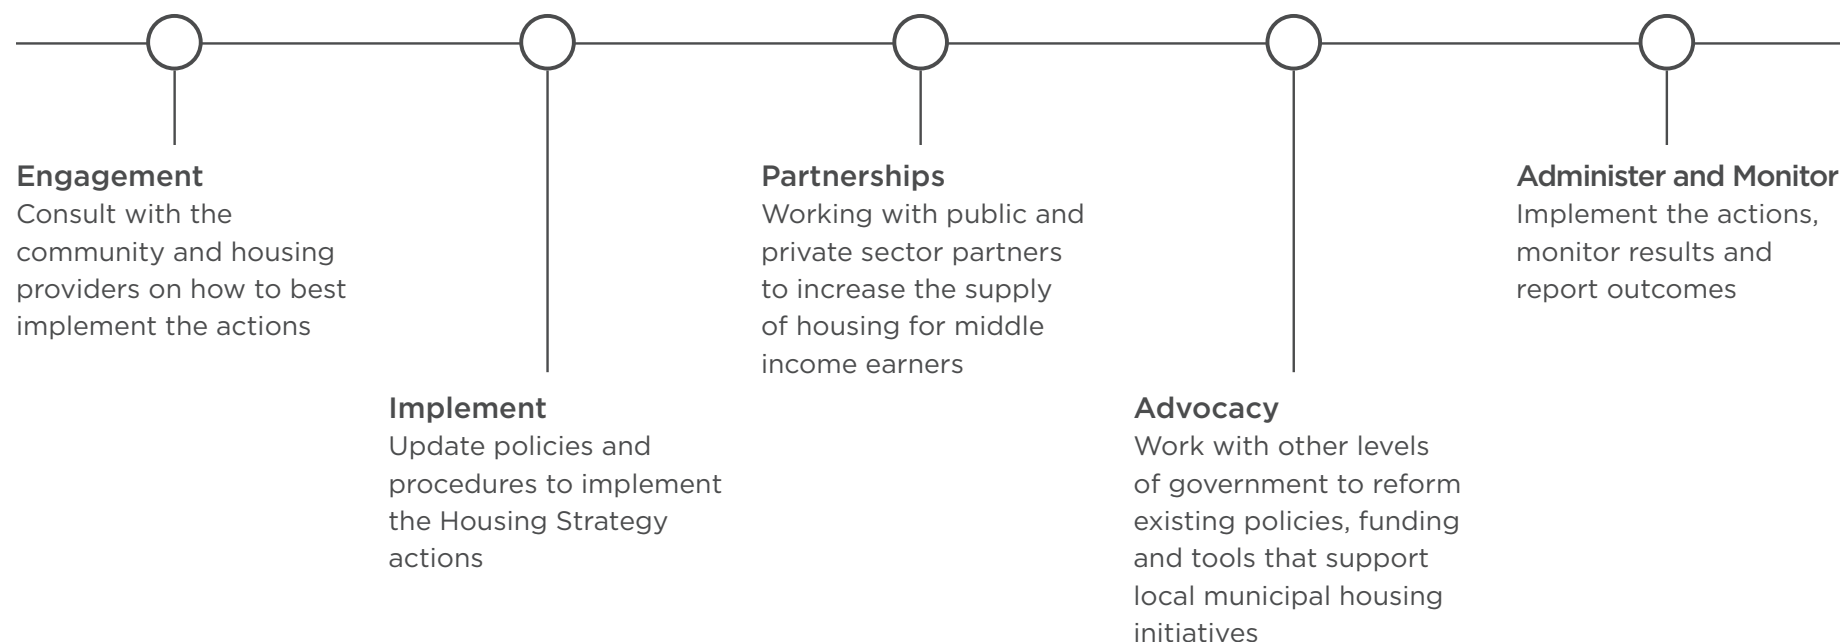 Engagement
Consult with the
community and housing
providers on how to best
implement the actions
Implement
Update policies and
procedures to implement
the Housing Strategy
actions
Partnerships
Working with public and
private sector partners
to increase the supply
of housing for middle
income earners
Advocacy
Work with other levels
of government to reform
existing policies, funding
and tools that support
local municipal housing
initiatives
Administer and Monitor
Implement the actions,
monitor results and
report outcomes